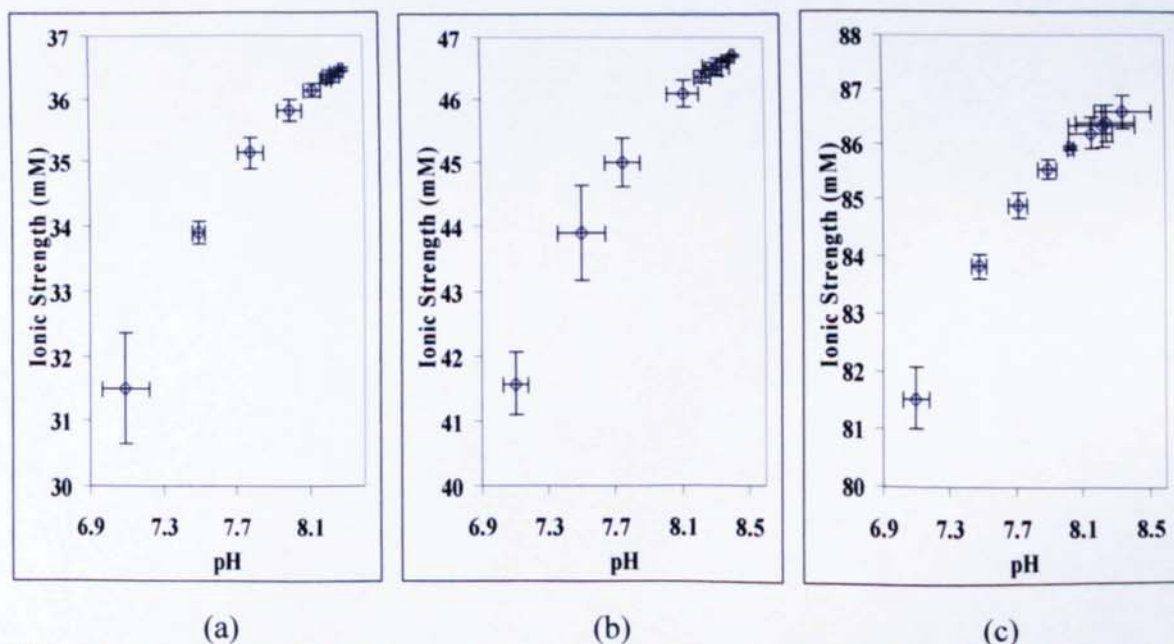 37
36
35
34
33
32
31
30
Ionic Strength (mM)
6.9 7.3 7.7 8.1
pH
(a)
47
46
45
44
43
42
41
40
Ionic Strength (mM)
6.9 7.3 7.7 8.1 8.5
pH
(b)
88
87
86
85
84
83
82
81
80
Ionic Strength (mM)
6.9 7.3 7.7 8.1 8.5
pH
(c)